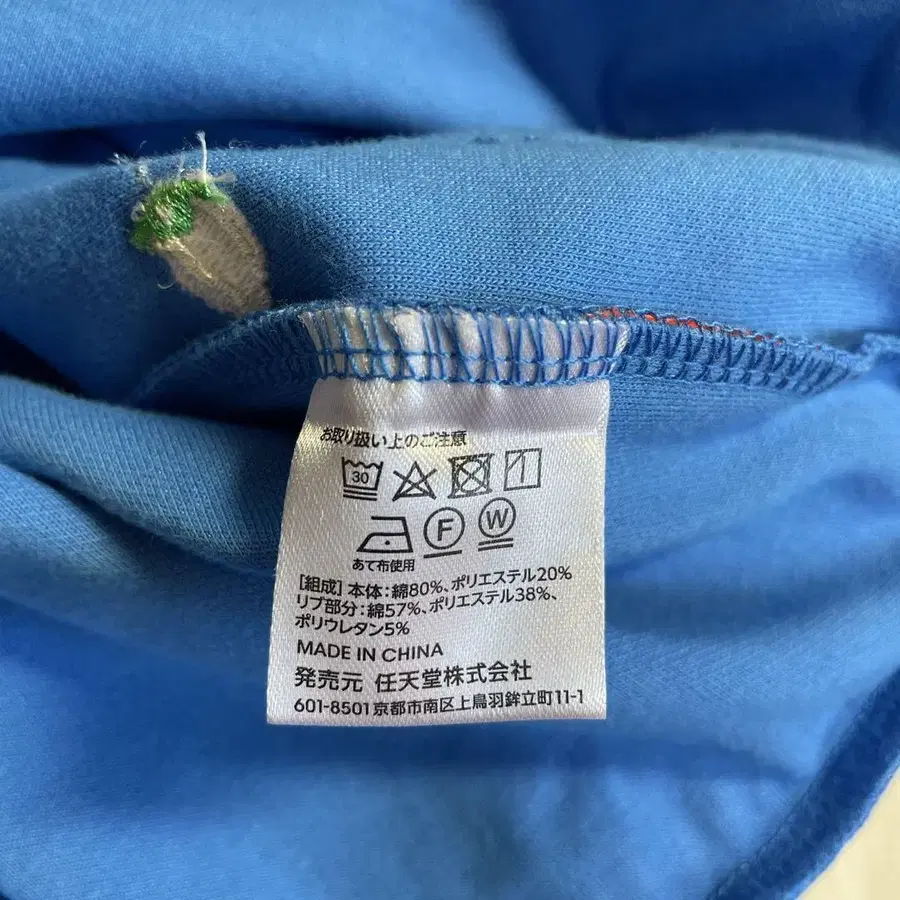 お取り扱い上のご注意
30
F W
あて布使用
[組成] 本体:綿80%、ポリエステル20%
リブ部分:綿57%、ポリエステル38%、
ポリウレタン5%
MADE IN CHINA
発売元 任天堂株式会社
601-8501京都市南区上鳥羽鉾立町11-1